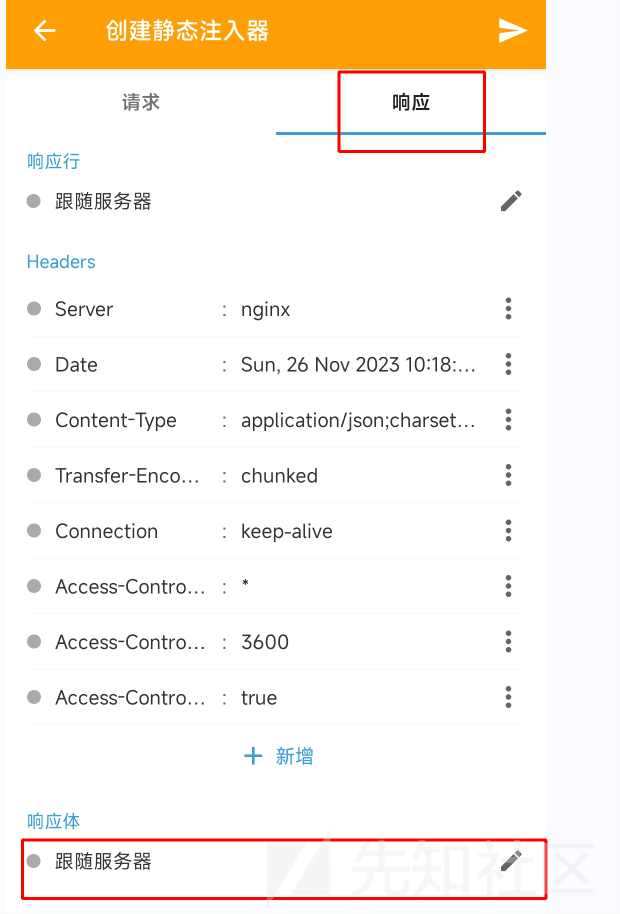 创建静态注入器
请求 响应
响应行
跟随服务器
Headers
Server : nginx
Date : Sun, 26 Nov 2023 10:18:...
Content-Type : application/json;charset...
Transfer-Enco... : chunked
Connection : keep-alive
Access-Contro... : *
Access-Contro... : 3600
Access-Contro... : true
+ 新增
响应体
跟随服务器
先知社区